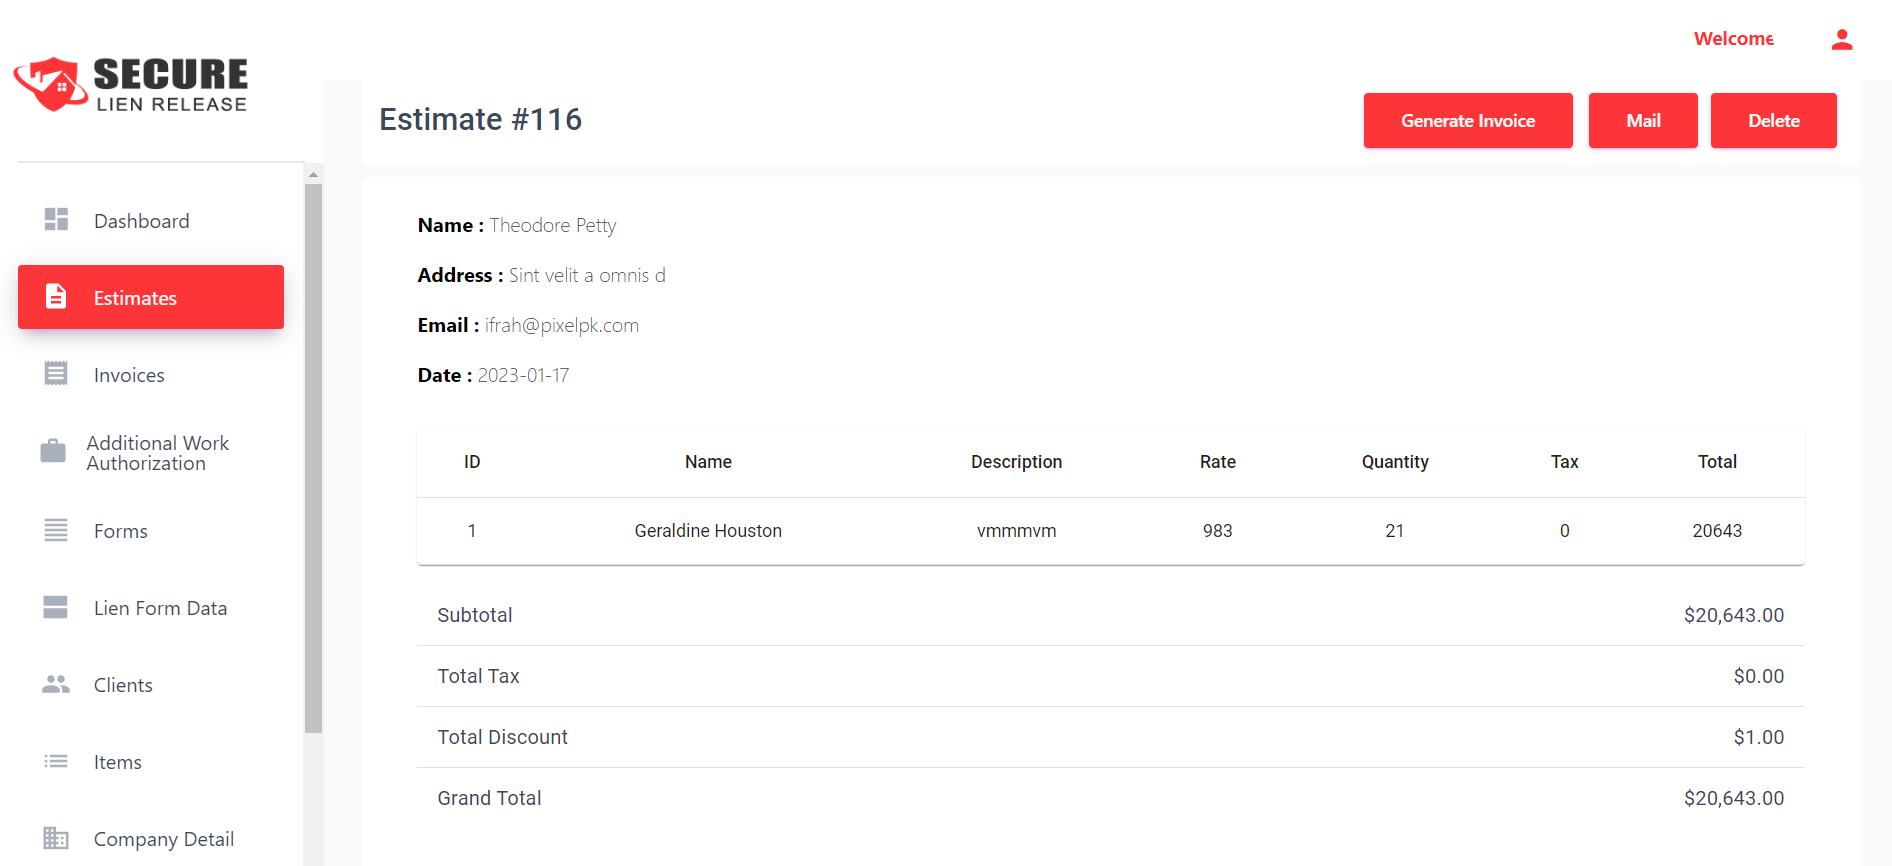 Welcome
SECURE
LIEN RELEASE
Estimate #116
Generate Invoice
Mail
Delete
Dashboard
Estimates
Invoices
Additional Work
Authorization
Forms
Lien Form Data
Clients
Items
Company Detail
Name : Theodore Petty
Address : Sint velit a omnis d
Email : ifrah@pixelpk.com
Date : 2023-01-17
ID Name Description Rate Quantity Tax Total
1 Geraldine Houston vmmmvm 983 21 0 20643
Subtotal $20,643.00
Total Tax $0.00
Total Discount $1.00
Grand Total $20,643.00